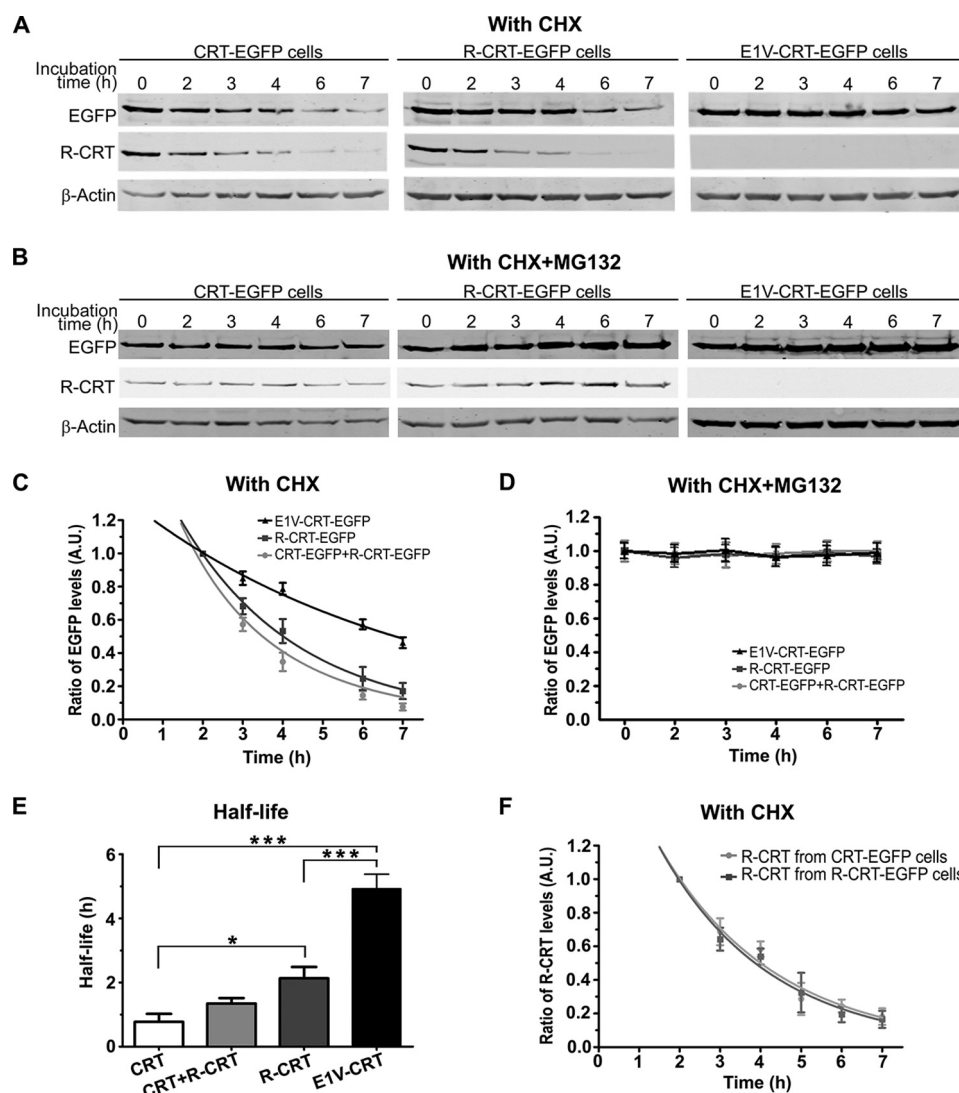 A
With CHX
CRT-EGFP cells R-CRT-EGFP cells E1V-CRT-EGFP cells
Incubation
time (h) 0 2 3 4 6 7 0 2 3 4 6 7 0 2 3 4 6 7
EGFP
R-CRT
β-Actin
B
With CHX+MG132
CRT-EGFP cells R-CRT-EGFP cells E1V-CRT-EGFP cells
Incubation
time (h) 0 2 3 4 6 7 0 2 3 4 6 7 0 2 3 4 6 7
EGFP
R-CRT
β-Actin
C
With CHX
Ratio of EGFP levels (A.U.)
1.2
1.0
0.8
0.6
0.4
0.2
0.0
E1V-CRT-EGFP
R-CRT-EGFP
CRT-EGFP+R-CRT-EGFP
0 1 2 3 4 5 6 7
Time (h)
D
With CHX+MG132
Ratio of EGFP levels (A.U.)
1.2
1.0
0.8
0.6
0.4
0.2
0.0
E1V-CRT-EGFP
R-CRT-EGFP
CRT-EGFP+R-CRT-EGFP
0 2 3 4 6 7
Time (h)
E
Half-life
Half-life (h)
6
4
2
0
***
***
*
CRT
CRT+R-CRT
R-CRT
E1V-CRT
F
With CHX
Ratio of R-CRT levels (A.U.)
1.2
1.0
0.8
0.6
0.4
0.2
0.0
R-CRT from CRT-EGFP cells
R-CRT from R-CRT-EGFP cells
0 1 2 3 4 5 6 7
Time (h)